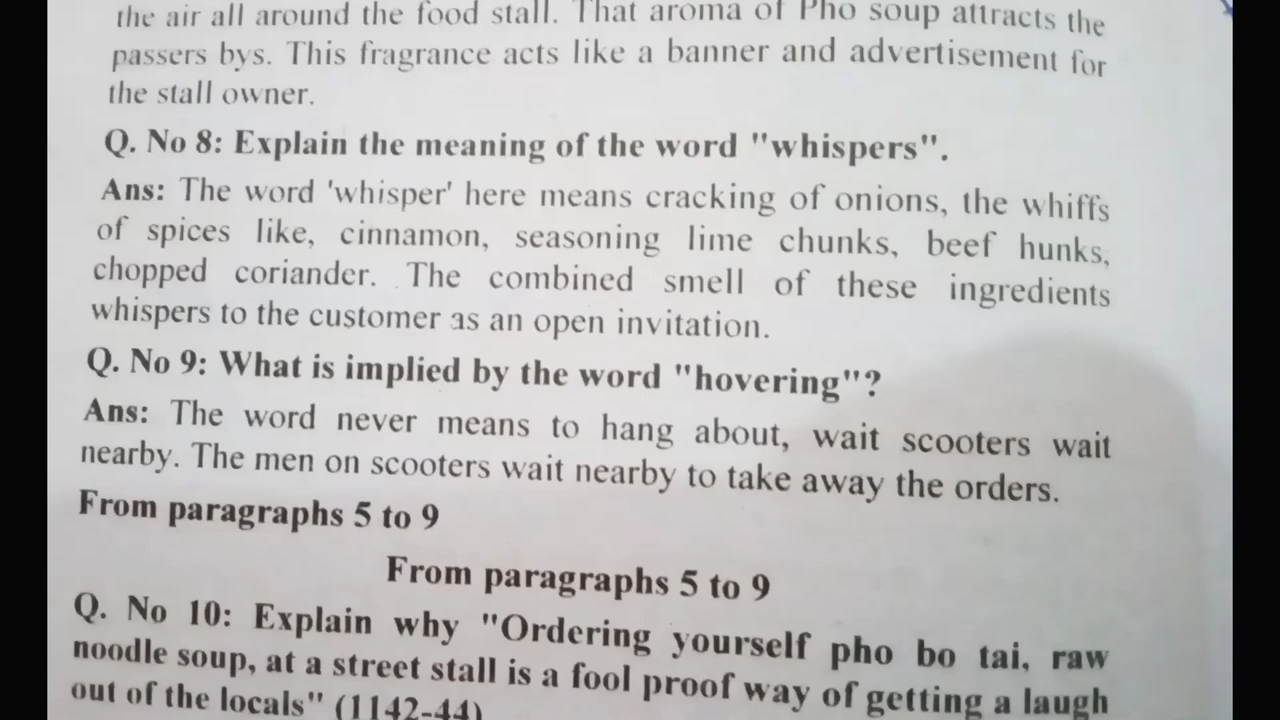 the air all around the food stall. That aroma of Pho soup attracts the
passers bys. This fragrance acts like a banner and advertisement for
the stall owner.
Q. No 8: Explain the meaning of the word "whispers".
Ans: The word 'whisper' here means cracking of onions, the whiffs
of spices like, cinnamon, seasoning lime chunks, beef hunks,
chopped coriander. The combined smell of these ingredients
whispers to the customer as an open invitation.
Q. No 9: What is implied by the word "hovering"?
Ans: The word never means to hang about, wait scooters wait
nearby. The men on scooters wait nearby to take away the orders.
From paragraphs 5 to 9
From paragraphs 5 to 9
Q. No 10: Explain why "Ordering yourself pho bo tai, raw
noodle soup, at a street stall is a fool proof way of getting a laugh
out of the locals" (1142-44)